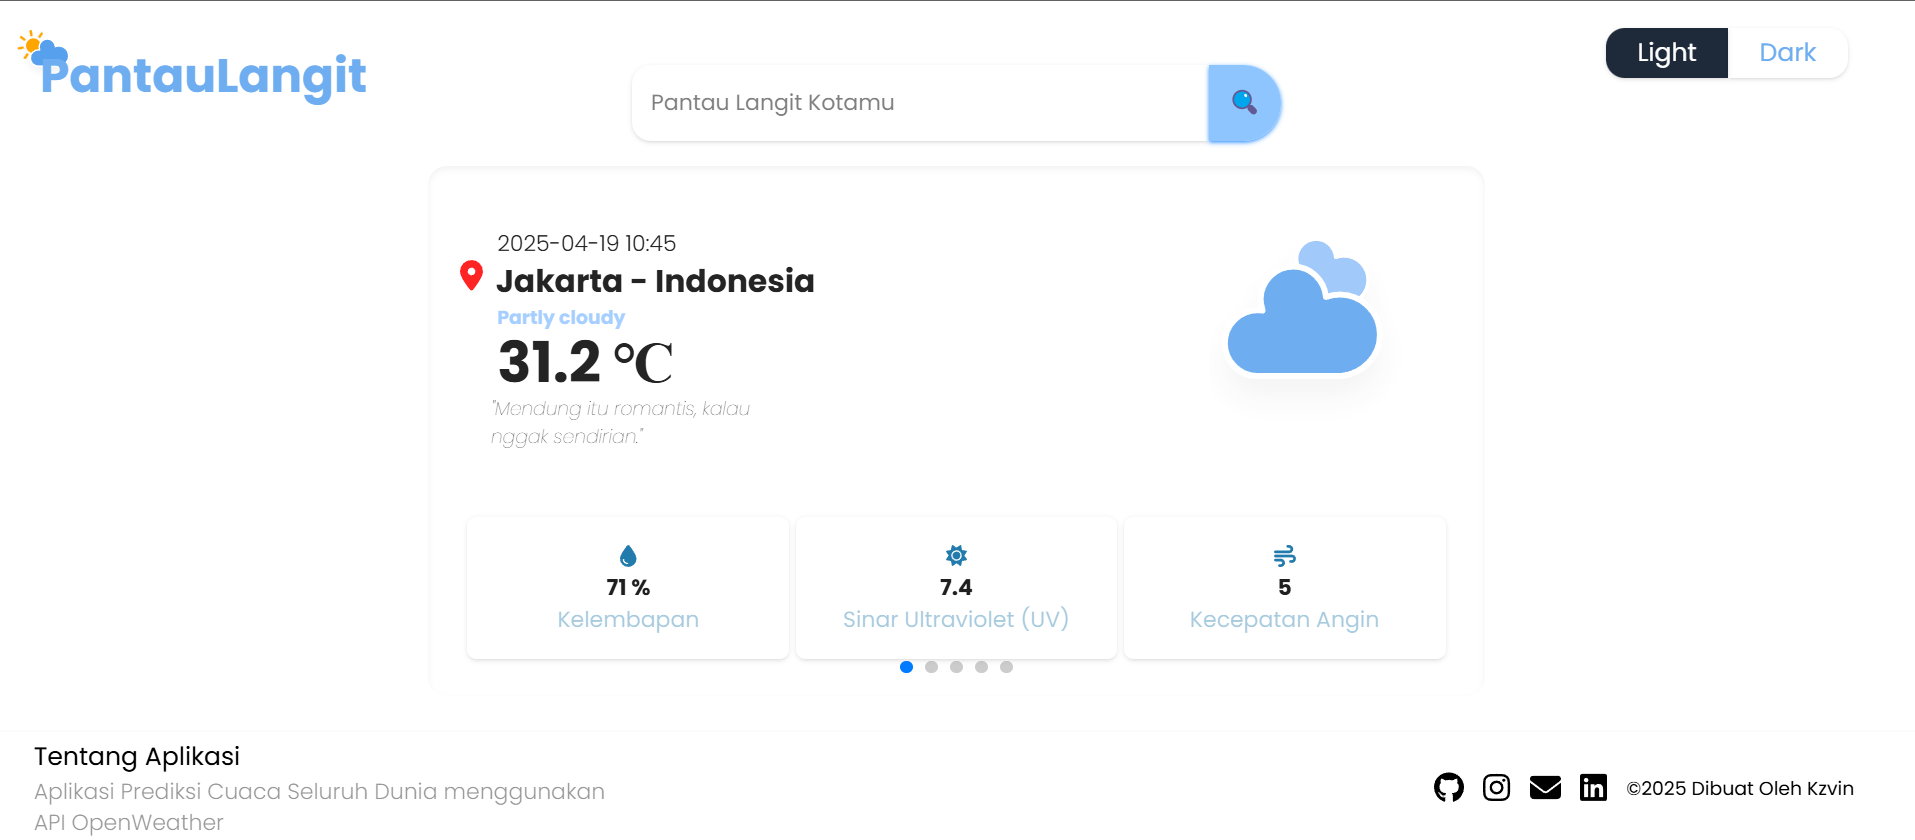 PantauLangit
Light
Dark
Pantau Langit Kotamu
2025-04-19 10:45
Jakarta - Indonesia
Partly cloudy
31.2 °C
"Mendung itu romantis, kalau
nggak sendirian."
71 %
Kelembapan
7.4
Sinar Ultraviolet (UV)
5
Kecepatan Angin
Tentang Aplikasi
Aplikasi Prediksi Cuaca Seluruh Dunia menggunakan
API OpenWeather
©2025 Dibuat Oleh Kzvin